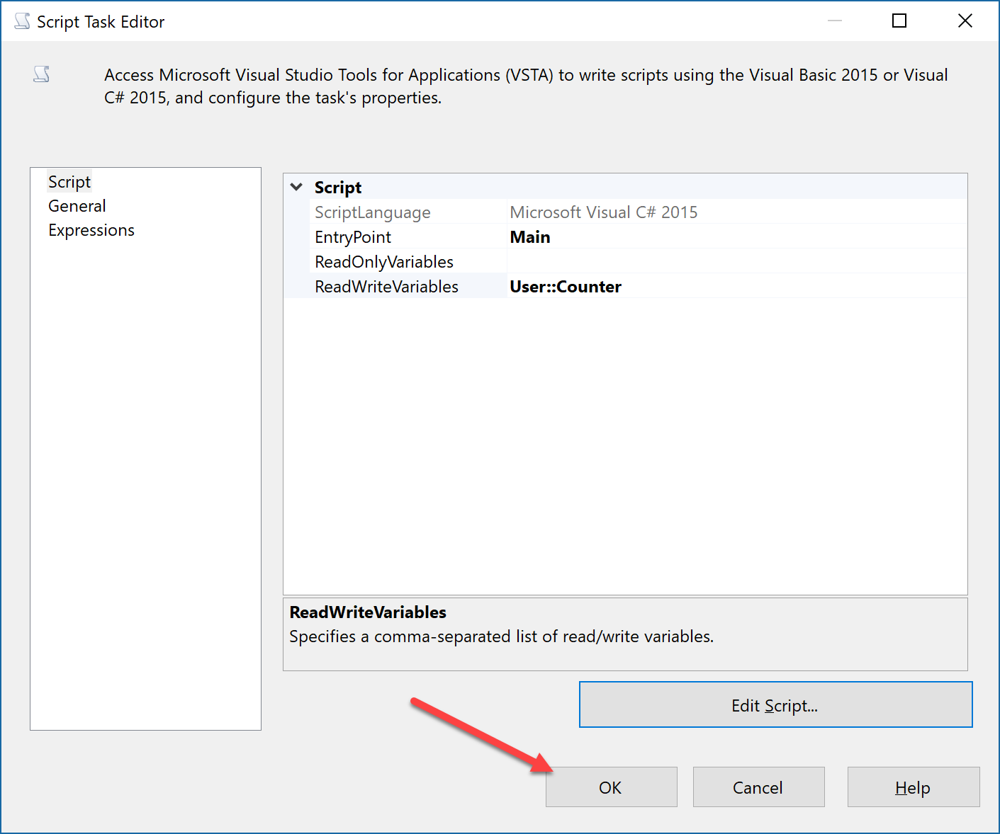 Script Task Editor
Access Microsoft Visual Studio Tools for Applications (VSTA) to write scripts using the Visual Basic 2015 or Visual
C# 2015, and configure the task's properties.
Script
General
Expressions
Script
ScriptLanguage Microsoft Visual C# 2015
EntryPoint Main
ReadOnlyVariables
ReadWriteVariables User::Counter
ReadWriteVariables
Specifies a comma-separated list of read/write variables.
Edit Script...
OK Cancel Help